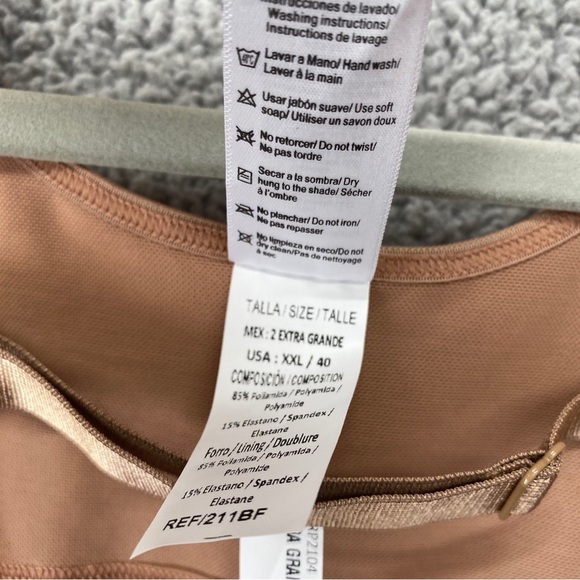 Instrucciones de lavado/
Washing instructions/
Instructions de lavage
40°C
Lavar a Mano/ Hand wash/
Laver à la main
Usar jabón suave/ Use soft
soap/ Utiliser un savon doux
No retorcer/ Do not twist/
Ne pas tordre
Secar a la sombra/ Dry
hung to the shade/ Sécher
à l'ombre
No planchar/ Do not iron/
Ne pas repasser
No limpieza en seco/Do not
dry clean/Pas de nettoyage
à sec
TALLA / SIZE / TALLE
MEX: 2 EXTRA GRANDE
USA : XXL / 40
COMPOSICIÓN / COMPOSITION
85% Poliamida / Polyamida /
Polyamide
15% Elastano / Spandex /
Elastane
Forro / Lining / Doublure
85% Poliamida / Polyamida /
Polyamide
15% Elastano / Spandex /
Elastane
REF/211BF
RP2104